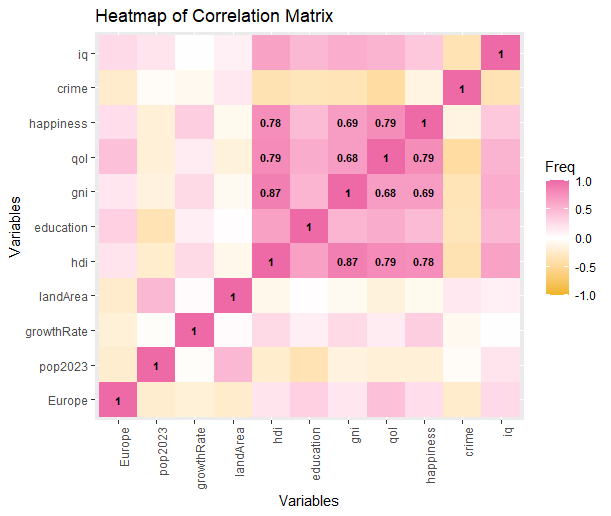 Heatmap of Correlation Matrix
Variables
iq 1
crime 1
happiness 0.78 0.69 0.79 1
qol 0.79 0.68 1 0.79
gni 0.87 1 0.68 0.69
education 1
hdi 1 0.87 0.79 0.78
landArea 1
growthRate 1
pop2023 1
Europe 1
Europe pop2023 growthRate landArea hdi education gni qol happiness crime iq
Variables
Freq
1.0
0.5
0.0
-0.5
-1.0